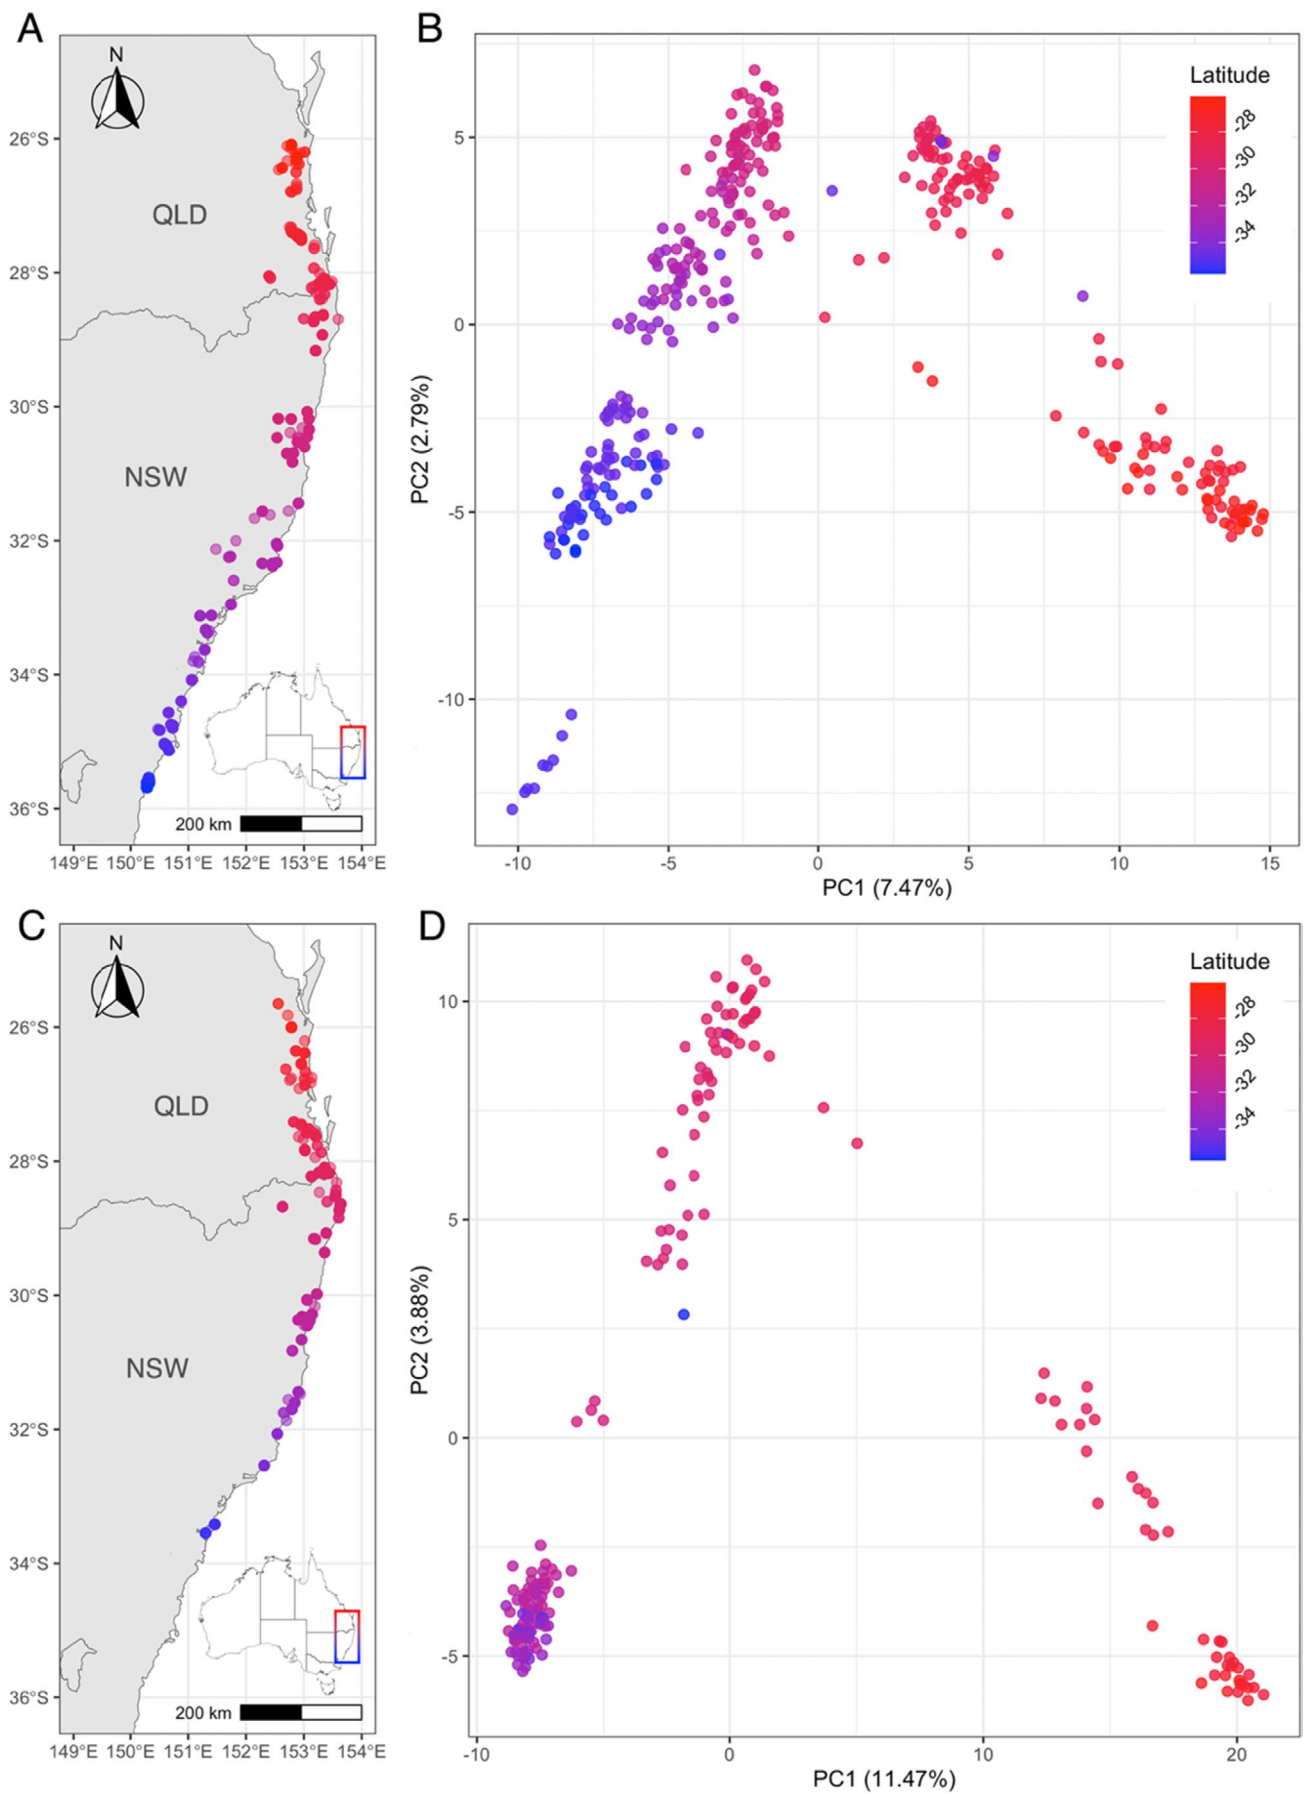 A
N
26°S
28°S
30°S
32°S
34°S
36°S
QLD
NSW
200 km
149°E 150°E 151°E 152°E 153°E 154°E
B
Latitude
-28
-30
-32
-34
5
0
-5
-10
PC2 (2.79%)
-10 -5 0 5 10 15
PC1 (7.47%)
C
N
26°S
28°S
30°S
32°S
34°S
36°S
QLD
NSW
200 km
149°E 150°E 151°E 152°E 153°E 154°E
D
Latitude
-28
-30
-32
-34
10
5
0
-5
PC2 (3.88%)
-10 0 10 20
PC1 (11.47%)